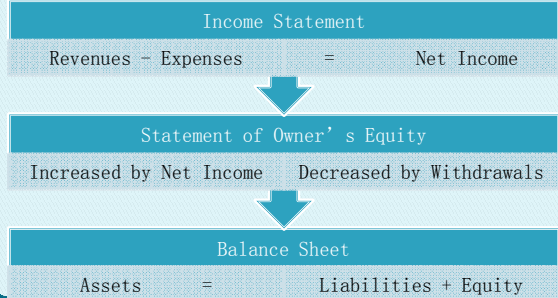 Income Statement
Revenues - Expenses = Net Income
Statement of Owner’s Equity
Increased by Net Income Decreased by Withdrawals
Balance Sheet
Assets = Liabilities + Equity